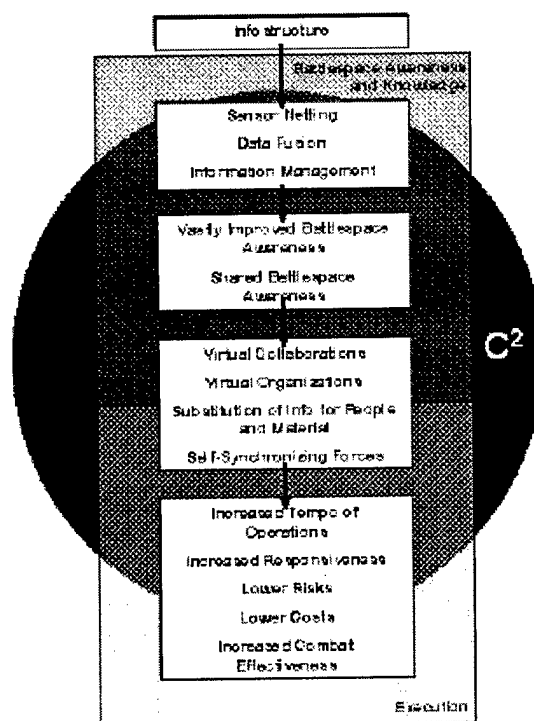 Infostructure
Battlespace Awareness
and Knowledge
Sensor Netting
Data Fusion
Information Management
Vastly Improved Battlespace
Awareness
Shared Battlespace
Awareness
C²
Virtual Collaborations
Virtual Organizations
Substitution of Info for People
and Material
Self-Synchronizing Forces
Increased Tempo of
Operations
Increased Responsiveness
Lower Risks
Lower Costs
Increased Combat
Effectiveness
Execution